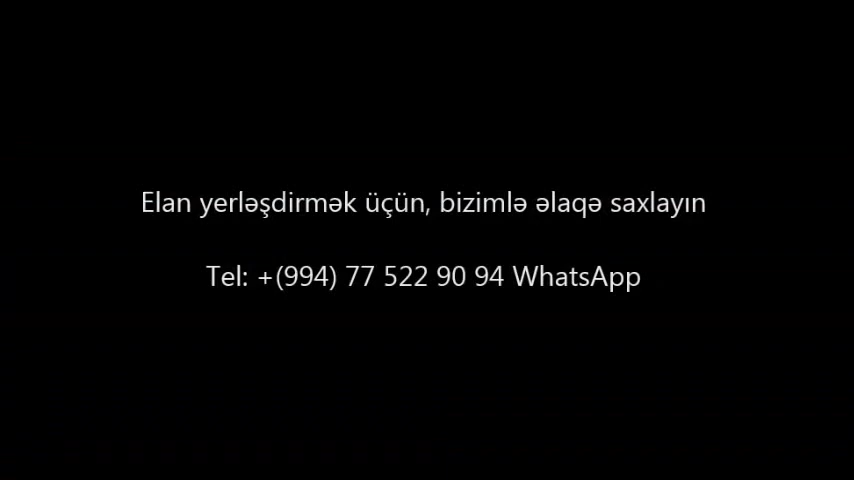 Elan yerləşdirmək üçün, bizimlə əlaqə saxlayın
Tel: +(994) 77 522 90 94 WhatsApp